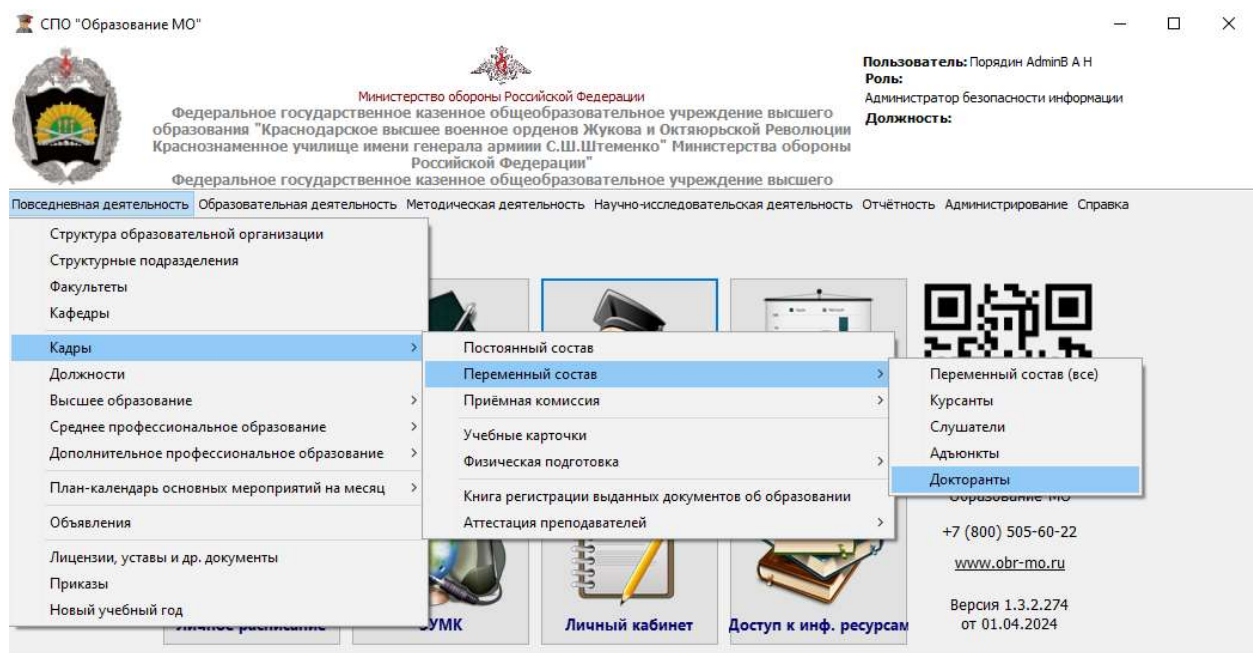 СПО "Образование МО"
Пользователь: Порядин AdminB А Н
Роль:
Администратор безопасности информации
Должность:
Министерство обороны Российской Федерации
Федеральное государственное казенное общеобразовательное учреждение высшего
образования "Краснодарское высшее военное орденов Жукова и Октяюрьской Революции
Краснознаменное училище имени генерала армиии С.Ш.Штеменко" Министерства обороны
Российской Федерации"
Федеральное государственное казенное общеобразовательное учреждение высшего
Повседневная деятельность Образовательная деятельность Методическая деятельность Научно-исследовательская деятельность Отчётность Администрирование Справка
Структура образовательной организации
Структурные подразделения
Факультеты
Кафедры
Кадры
Должности
Высшее образование
Среднее профессиональное образование
Дополнительное профессиональное образование
План-календарь основных мероприятий на месяц
Объявления
Лицензии, уставы и др. документы
Приказы
Новый учебный год
Постоянный состав
Переменный состав
Приёмная комиссия
Учебные карточки
Физическая подготовка
Книга регистрации выданных документов об образовании
Аттестация преподавателей
Переменный состав (все)
Курсанты
Слушатели
Адъюнкты
Докторанты
+7 (800) 505-60-22
www.obr-mo.ru
Версия 1.3.2.274
от 01.04.2024
Личный кабинет
Доступ к инф. ресурсам